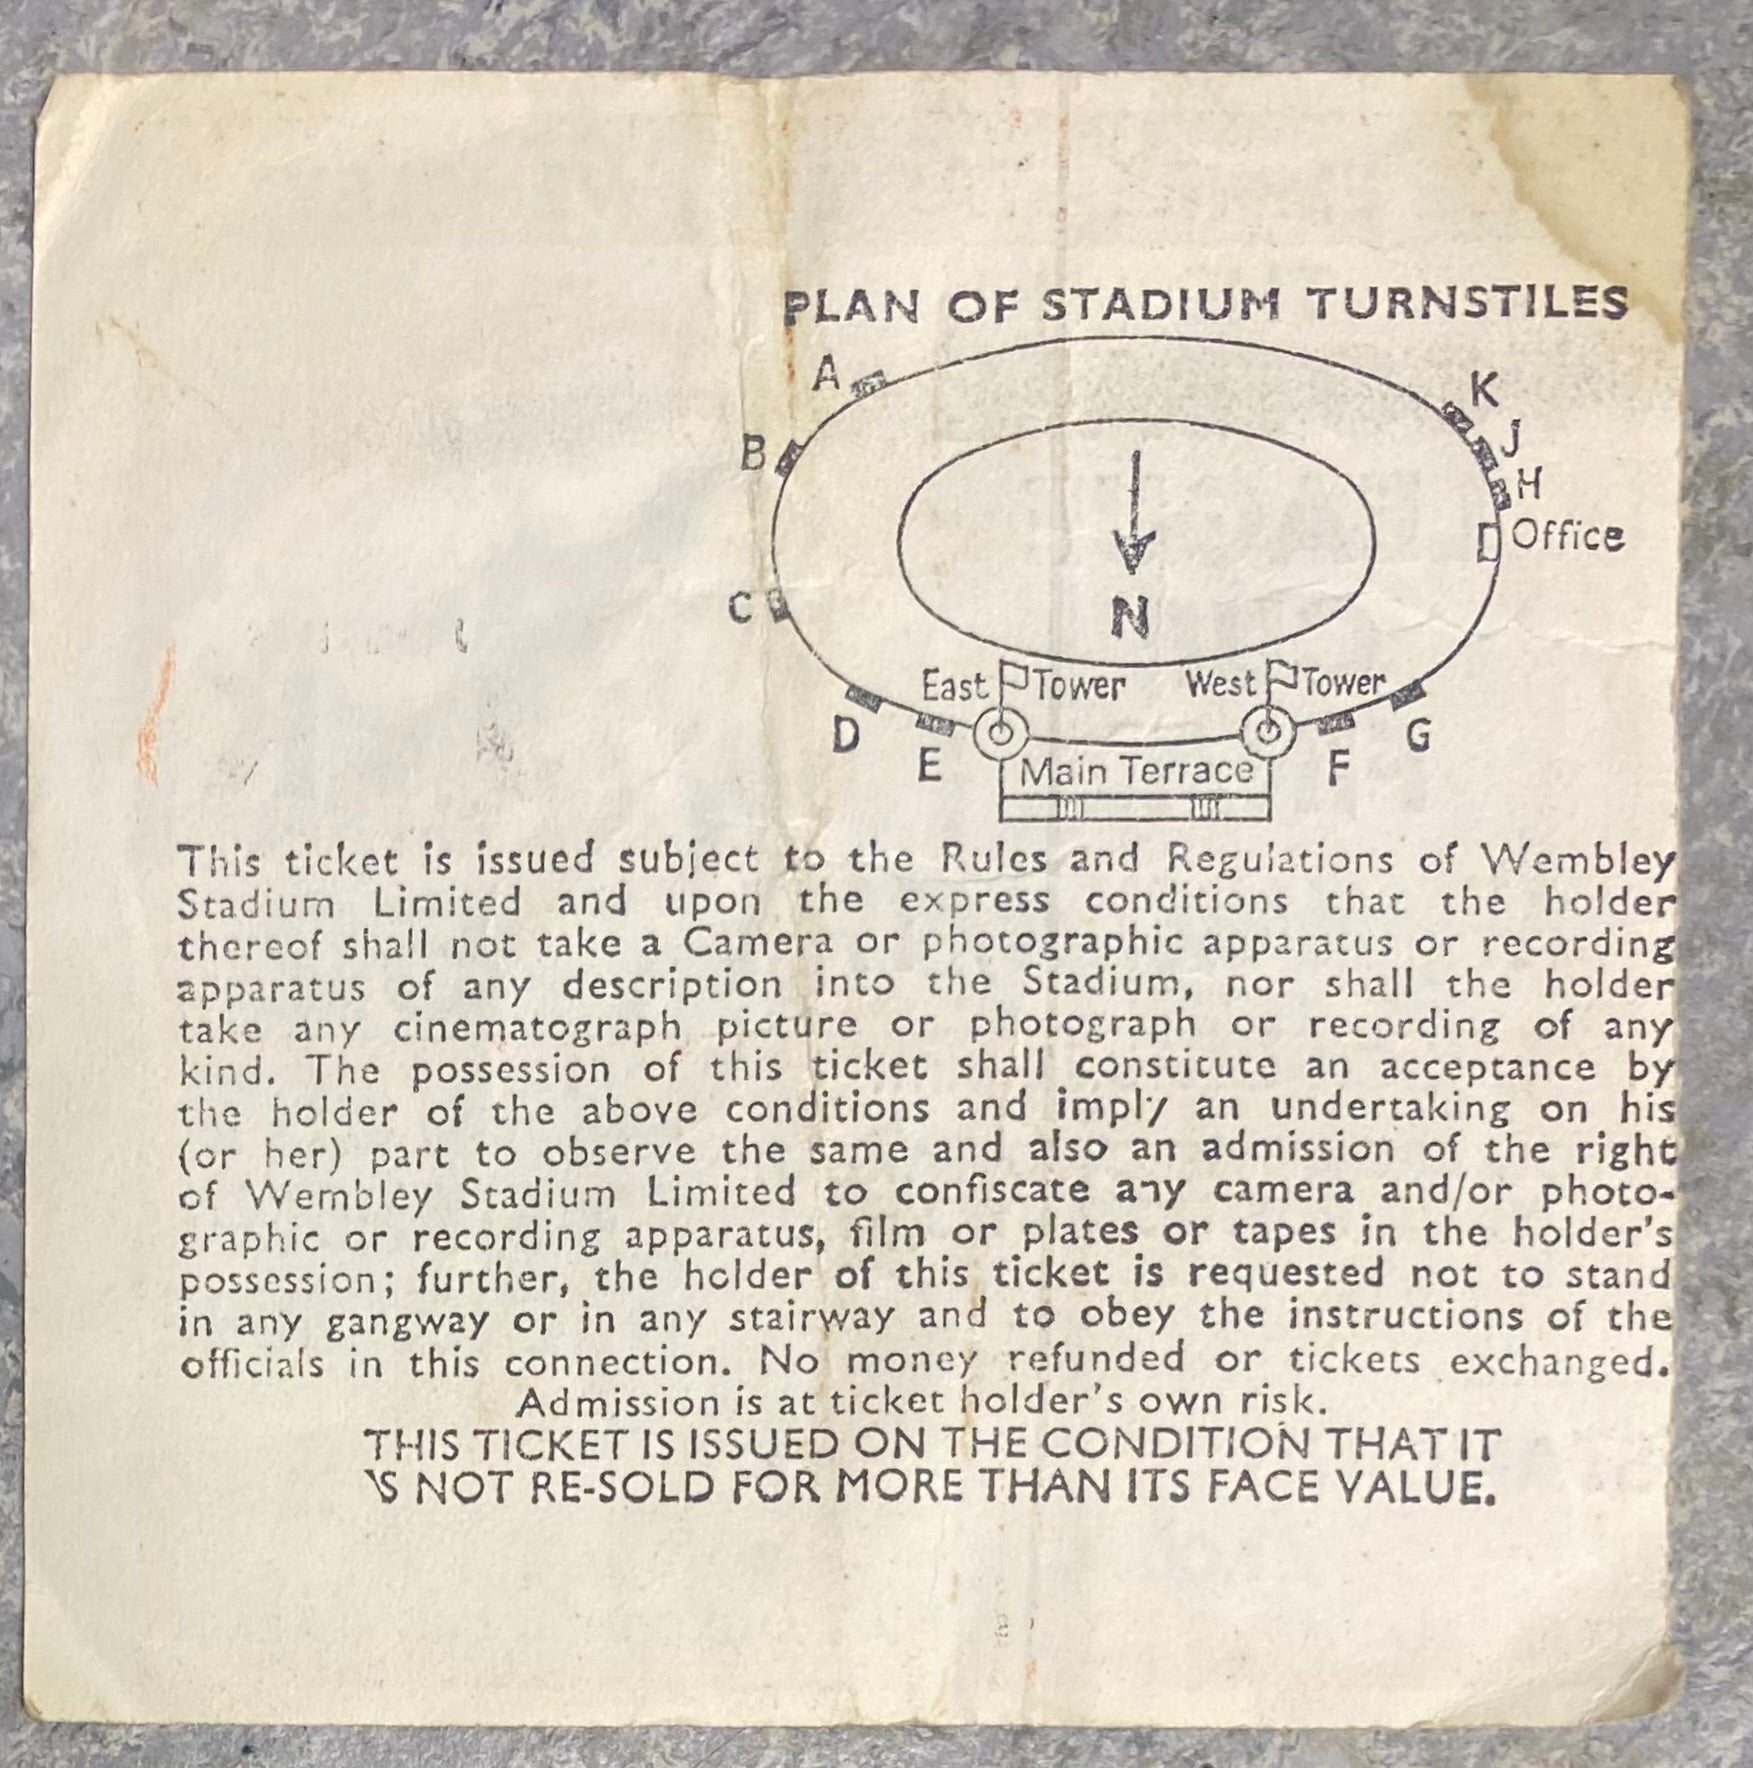 PLAN OF STADIUM TURNSTILES
A
K
B
J
H
Office
N
C
East Tower West Tower
D
E
F
G
Main Terrace
This ticket is issued subject to the Rules and Regulations of Wembley
Stadium Limited and upon the express conditions that the holder
thereof shall not take a Camera or photographic apparatus or recording
apparatus of any description into the Stadium, nor shall the holder
take any cinematograph picture or photograph or recording of any
kind. The possession of this ticket shall constitute an acceptance by
the holder of the above conditions and imply an undertaking on his
(or her) part to observe the same and also an admission of the right
of Wembley Stadium Limited to confiscate any camera and/or photo-
graphic or recording apparatus, film or plates or tapes in the holder's
possession; further, the holder of this ticket is requested not to stand
in any gangway or in any stairway and to obey the instructions of the
officials in this connection. No money refunded or tickets exchanged.
Admission is at ticket holder's own risk.
THIS TICKET IS ISSUED ON THE CONDITION THAT IT
IS NOT RE-SOLD FOR MORE THAN ITS FACE VALUE.